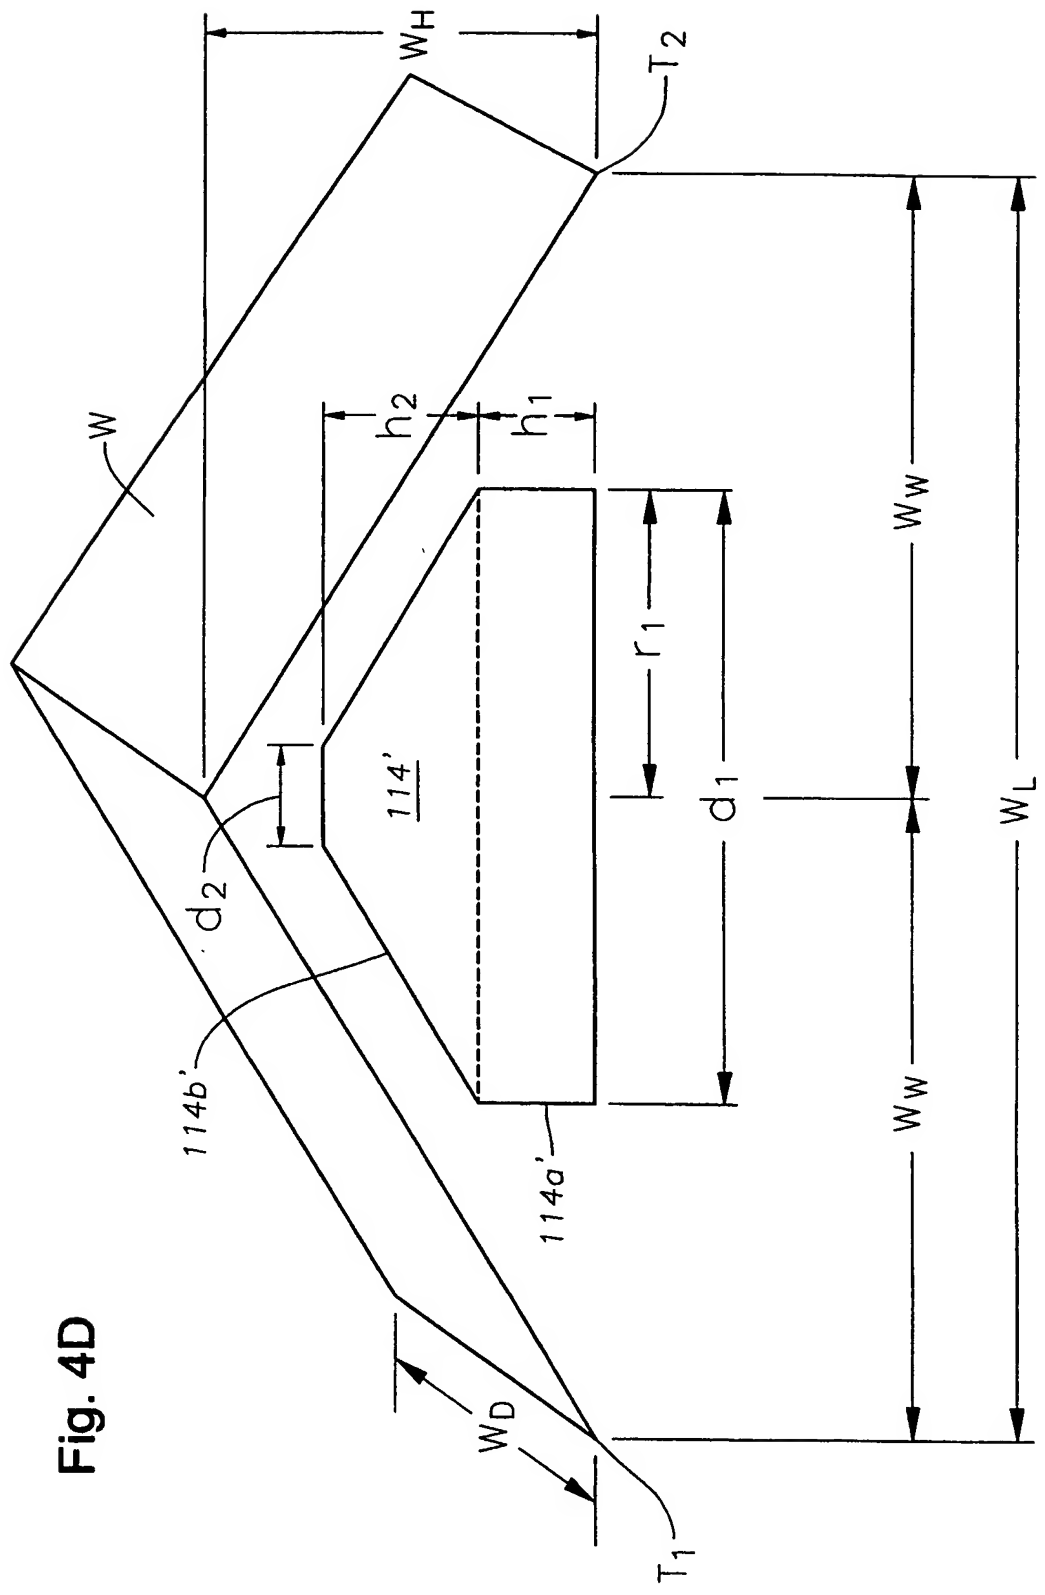 Fig. 4D
W
W_H
T_2
d_2
114'
h_2
h_1
114b'
114a'
r_1
d_1
W_D
W_W
W_W
W_L
T_1